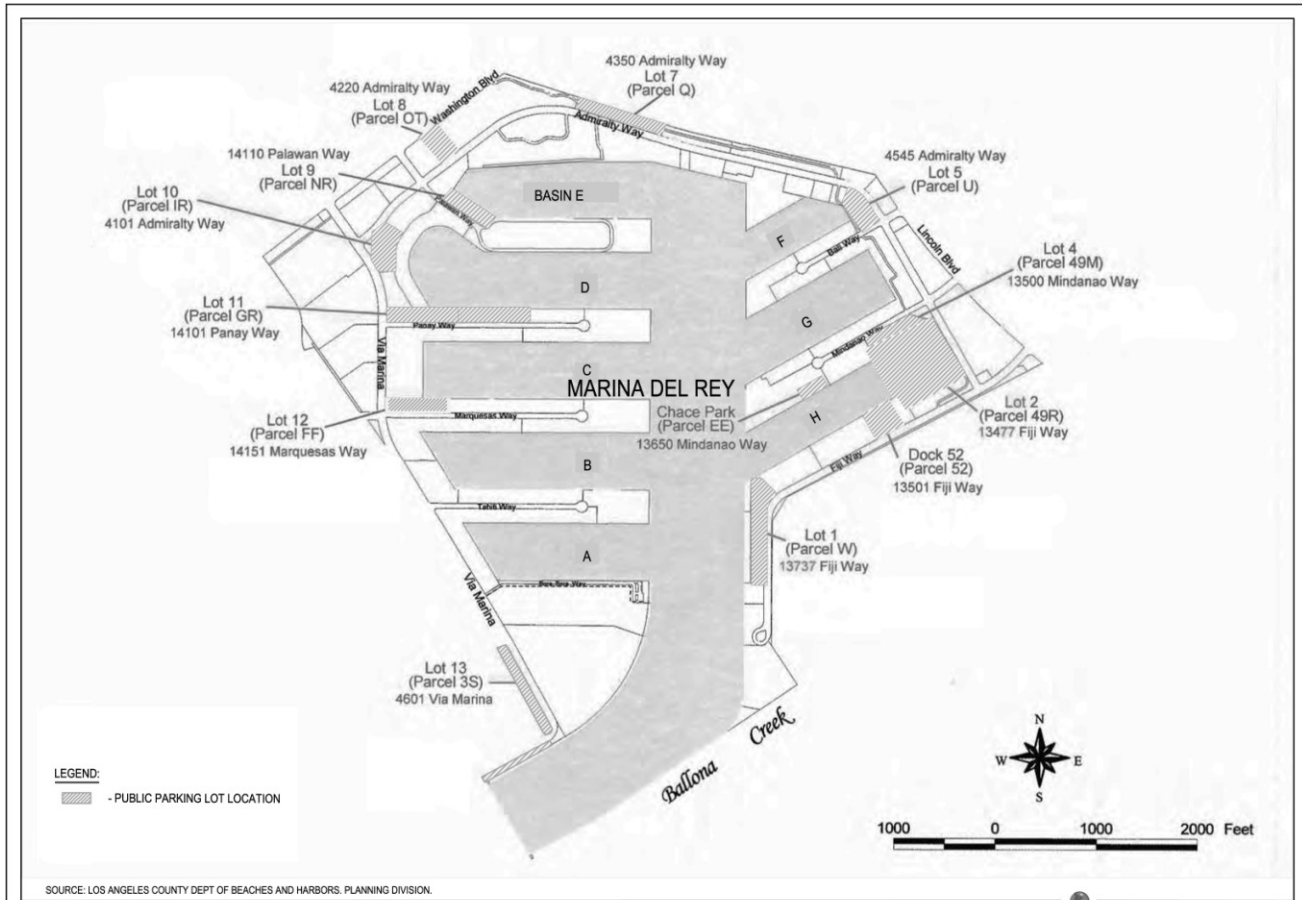 4350 Admiralty Way
Lot 7
(Parcel Q)
4220 Admiralty Way
Lot 8
(Parcel OT)
Washington Blvd
Admiralty Way
14110 Palawan Way
Lot 9
(Parcel NR)
4545 Admiralty Way
Lot 5
(Parcel U)
Lot 10
(Parcel IR)
4101 Admiralty Way
Palawan Way
BASIN E
F
Bali Way
Lincoln Blvd
Lot 4
(Parcel 49M)
13500 Mindanao Way
D
Lot 11
(Parcel GR)
14101 Panay Way
Panay Way
G
Mindanao Way
Via Marina
C
MARINA DEL REY
Chace Park
(Parcel EE)
13650 Mindanao Way
H
Lot 2
(Parcel 49R)
13477 Fiji Way
Lot 12
(Parcel FF)
14151 Marquesas Way
Marquesas Way
B
Fiji Way
Dock 52
(Parcel 52)
13501 Fiji Way
Tahiti Way
A
Lot 1
(Parcel W)
13737 Fiji Way
Via Marina
Lot 13
(Parcel 3S)
4601 Via Marina
Ballona Creek
N
W E
S
LEGEND:
- PUBLIC PARKING LOT LOCATION
1000 0 1000 2000 Feet
SOURCE: LOS ANGELES COUNTY DEPT OF BEACHES AND HARBORS. PLANNING DIVISION.